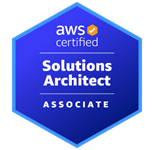 aws
certified
Solutions
Architect
ASSOCIATE